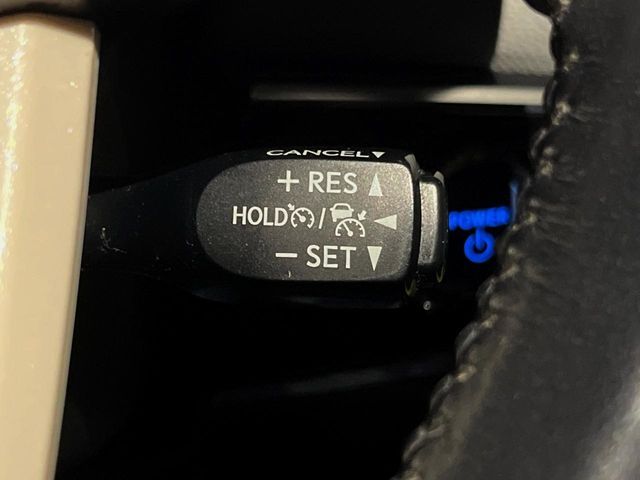 CANCEL▼
+ RES ▲
HOLD / ◀
− SET ▼
POWER